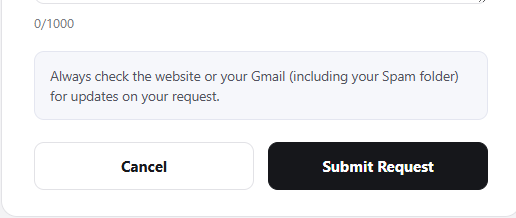 0/1000
Always check the website or your Gmail (including your Spam folder)
for updates on your request.
Cancel
Submit Request